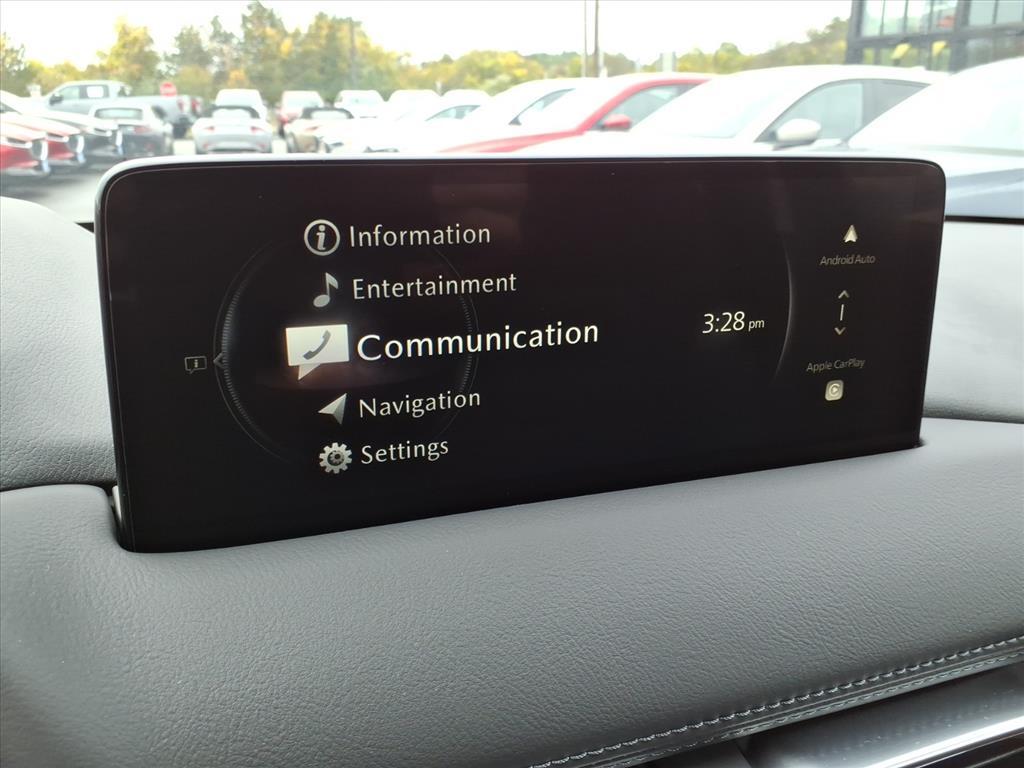 Information
Entertainment
Communication
Navigation
Settings
3:28 pm
Android Auto
Apple CarPlay